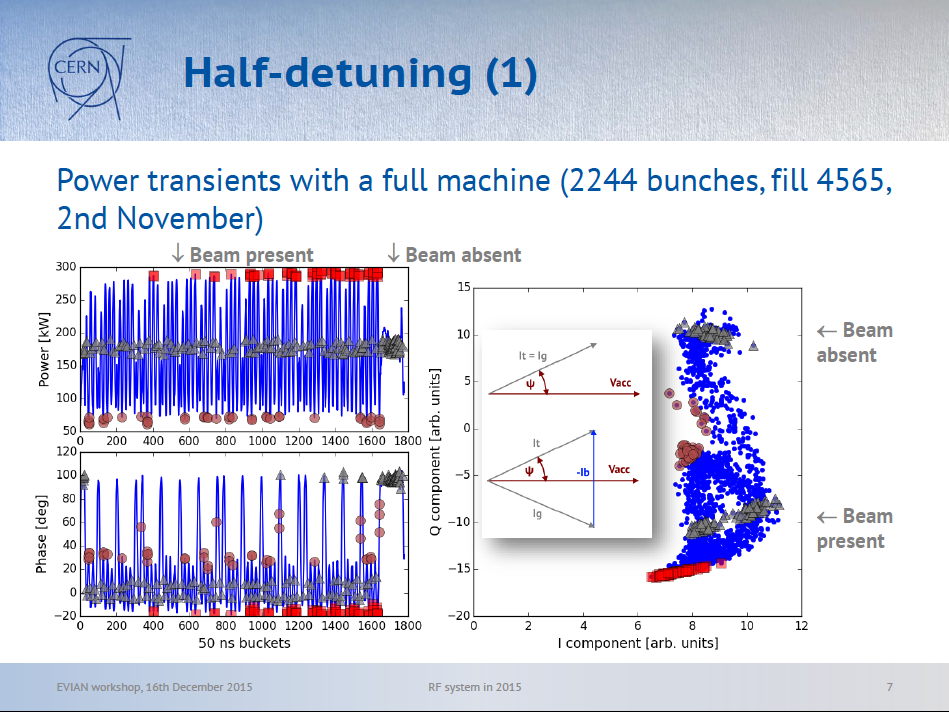 CERN
Half-detuning (1)
Power transients with a full machine (2244 bunches, fill 4565,
2nd November)
↓ Beam present
↓ Beam absent
Power [kW]
300
250
200
150
100
50
0 200 400 600 800 1000 1200 1400 1600 1800
Phase [deg]
120
100
80
60
40
20
0
−20
0 200 400 600 800 1000 1200 1400 1600 1800
50 ns buckets
Q component [arb. units]
15
10
5
0
−5
−10
−15
−20
0 2 4 6 8 10 12
I component [arb. units]
It = Ig
ψ
Vacc
It
ψ
-Ib
Vacc
Ig
← Beam
absent
← Beam
present
EVIAN workshop, 16th December 2015
RF system in 2015
7